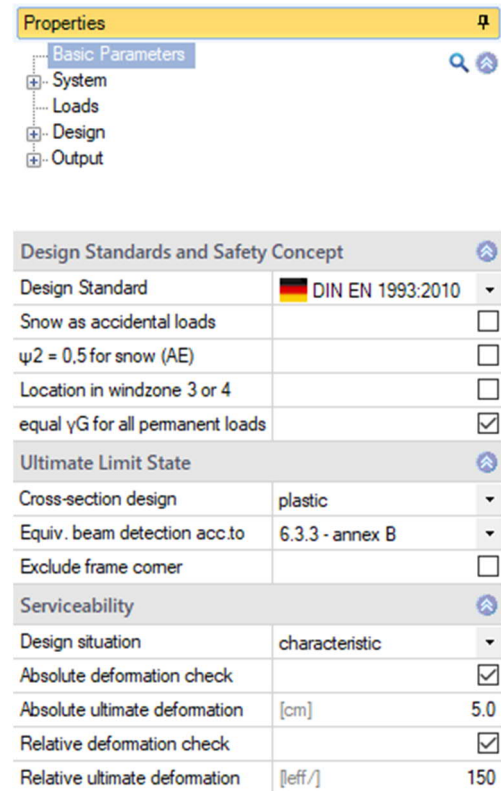 Properties
Basic Parameters
System
Loads
Design
Output
Design Standards and Safety Concept
Design Standard DIN EN 1993:2010
Snow as accidental loads
ψ2 = 0,5 for snow (AE)
Location in windzone 3 or 4
equal γG for all permanent loads
Ultimate Limit State
Cross-section design plastic
Equiv. beam detection acc.to 6.3.3 - annex B
Exclude frame corner
Serviceability
Design situation characteristic
Absolute deformation check
Absolute ultimate deformation [cm] 5.0
Relative deformation check
Relative ultimate deformation [leff/] 150